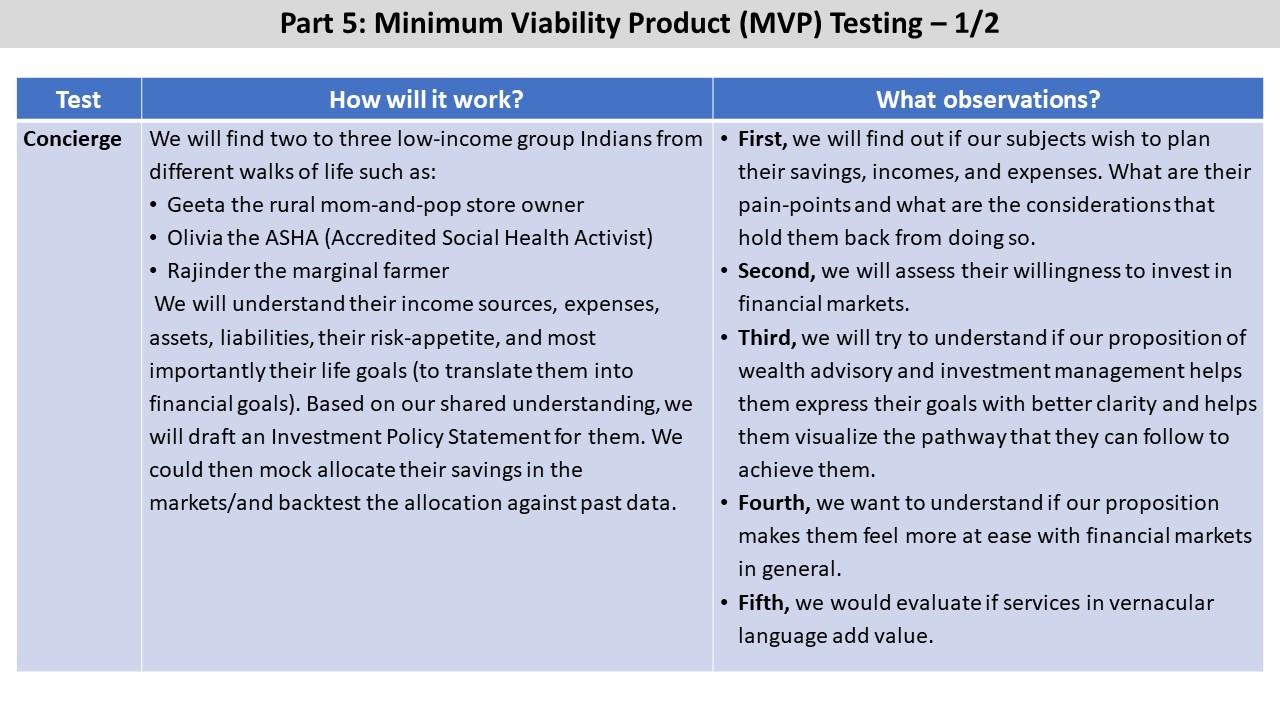 Part 5: Minimum Viability Product (MVP) Testing – 1/2
Test
How will it work?
What observations?
Concierge
We will find two to three low-income group Indians from
different walks of life such as:
• Geeta the rural mom-and-pop store owner
• Olivia the ASHA (Accredited Social Health Activist)
• Rajinder the marginal farmer
We will understand their income sources, expenses,
assets, liabilities, their risk-appetite, and most
importantly their life goals (to translate them into
financial goals). Based on our shared understanding, we
will draft an Investment Policy Statement for them. We
could then mock allocate their savings in the
markets/and backtest the allocation against past data.
• First, we will find out if our subjects wish to plan
their savings, incomes, and expenses. What are their
pain-points and what are the considerations that
hold them back from doing so.
• Second, we will assess their willingness to invest in
financial markets.
• Third, we will try to understand if our proposition of
wealth advisory and investment management helps
them express their goals with better clarity and helps
them visualize the pathway that they can follow to
achieve them.
• Fourth, we want to understand if our proposition
makes them feel more at ease with financial markets
in general.
• Fifth, we would evaluate if services in vernacular
language add value.